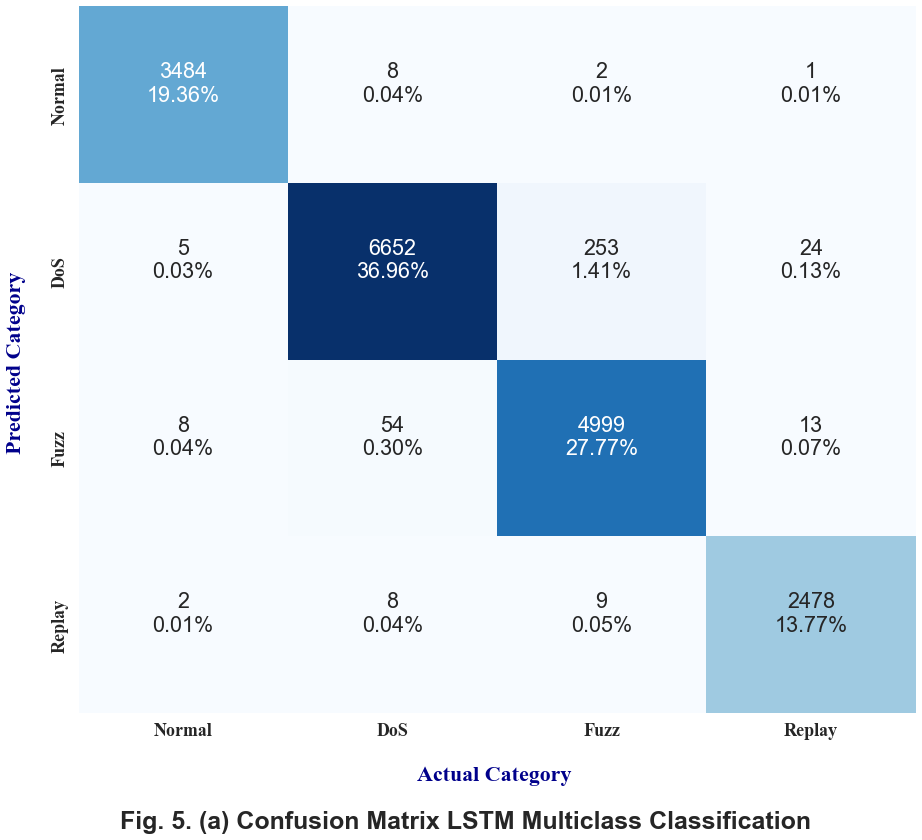 Normal
3484
19.36%
8
0.04%
2
0.01%
1
0.01%
DoS
5
0.03%
6652
36.96%
253
1.41%
24
0.13%
Predicted Category
Fuzz
8
0.04%
54
0.30%
4999
27.77%
13
0.07%
Replay
2
0.01%
8
0.04%
9
0.05%
2478
13.77%
Normal
DoS
Fuzz
Replay
Actual Category
Fig. 5. (a) Confusion Matrix LSTM Multiclass Classification